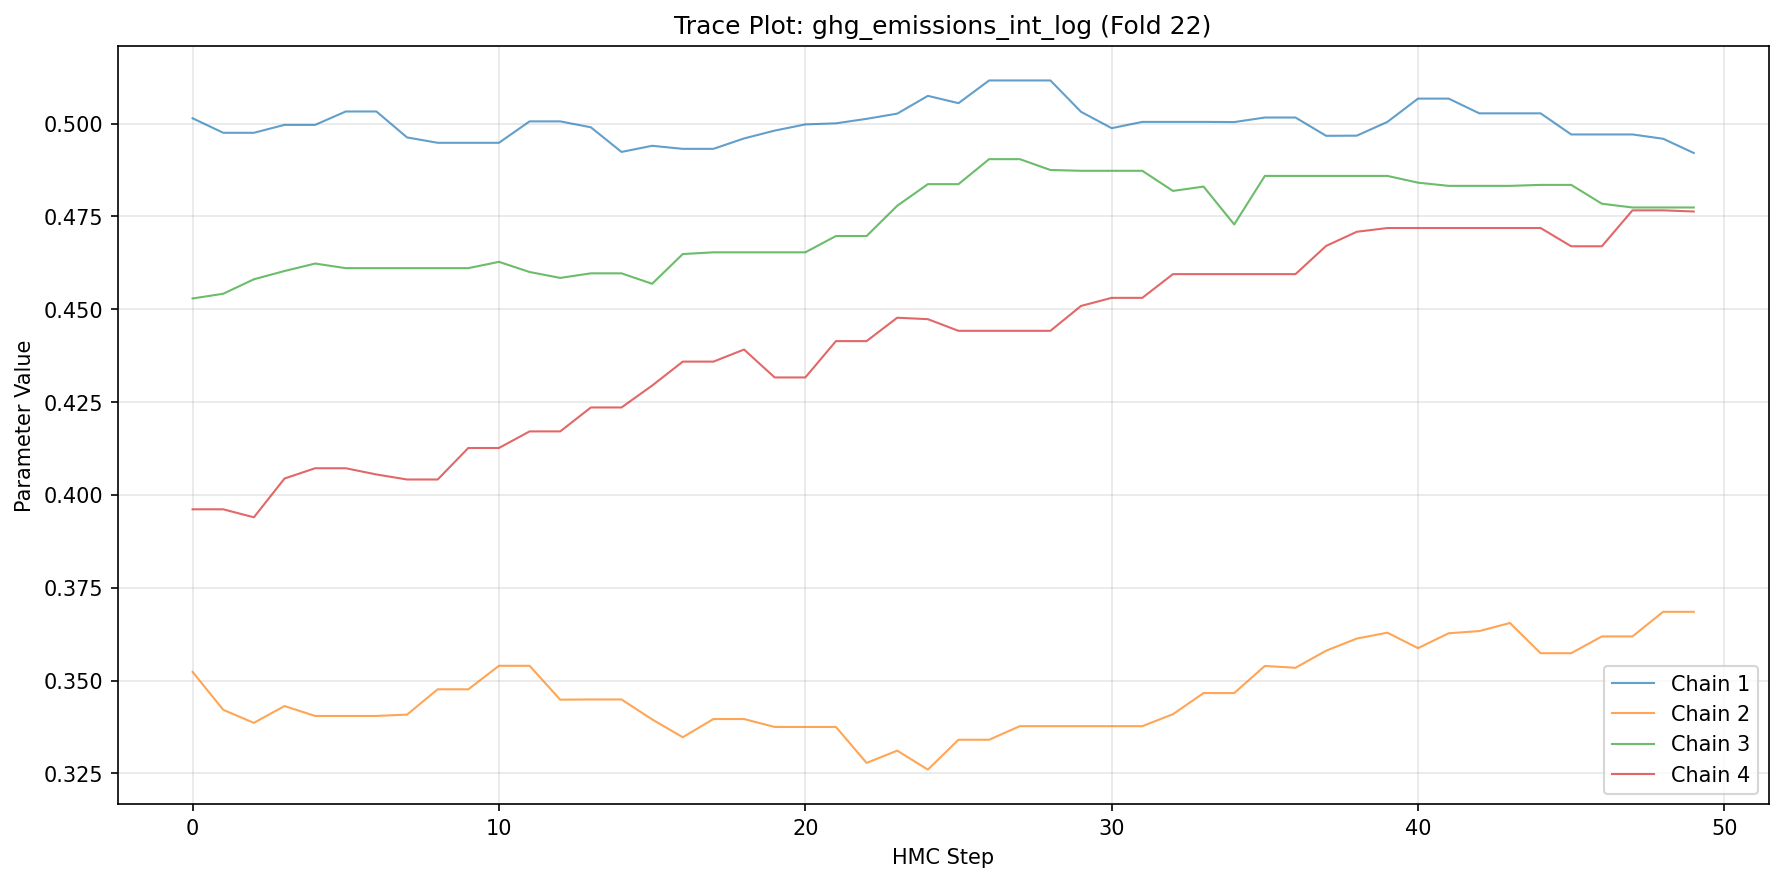 Trace Plot: ghg_emissions_int_log (Fold 22)
Parameter Value
0.500
0.475
0.450
0.425
0.400
0.375
0.350
0.325
Chain 1
Chain 2
Chain 3
Chain 4
0 10 20 30 40 50
HMC Step